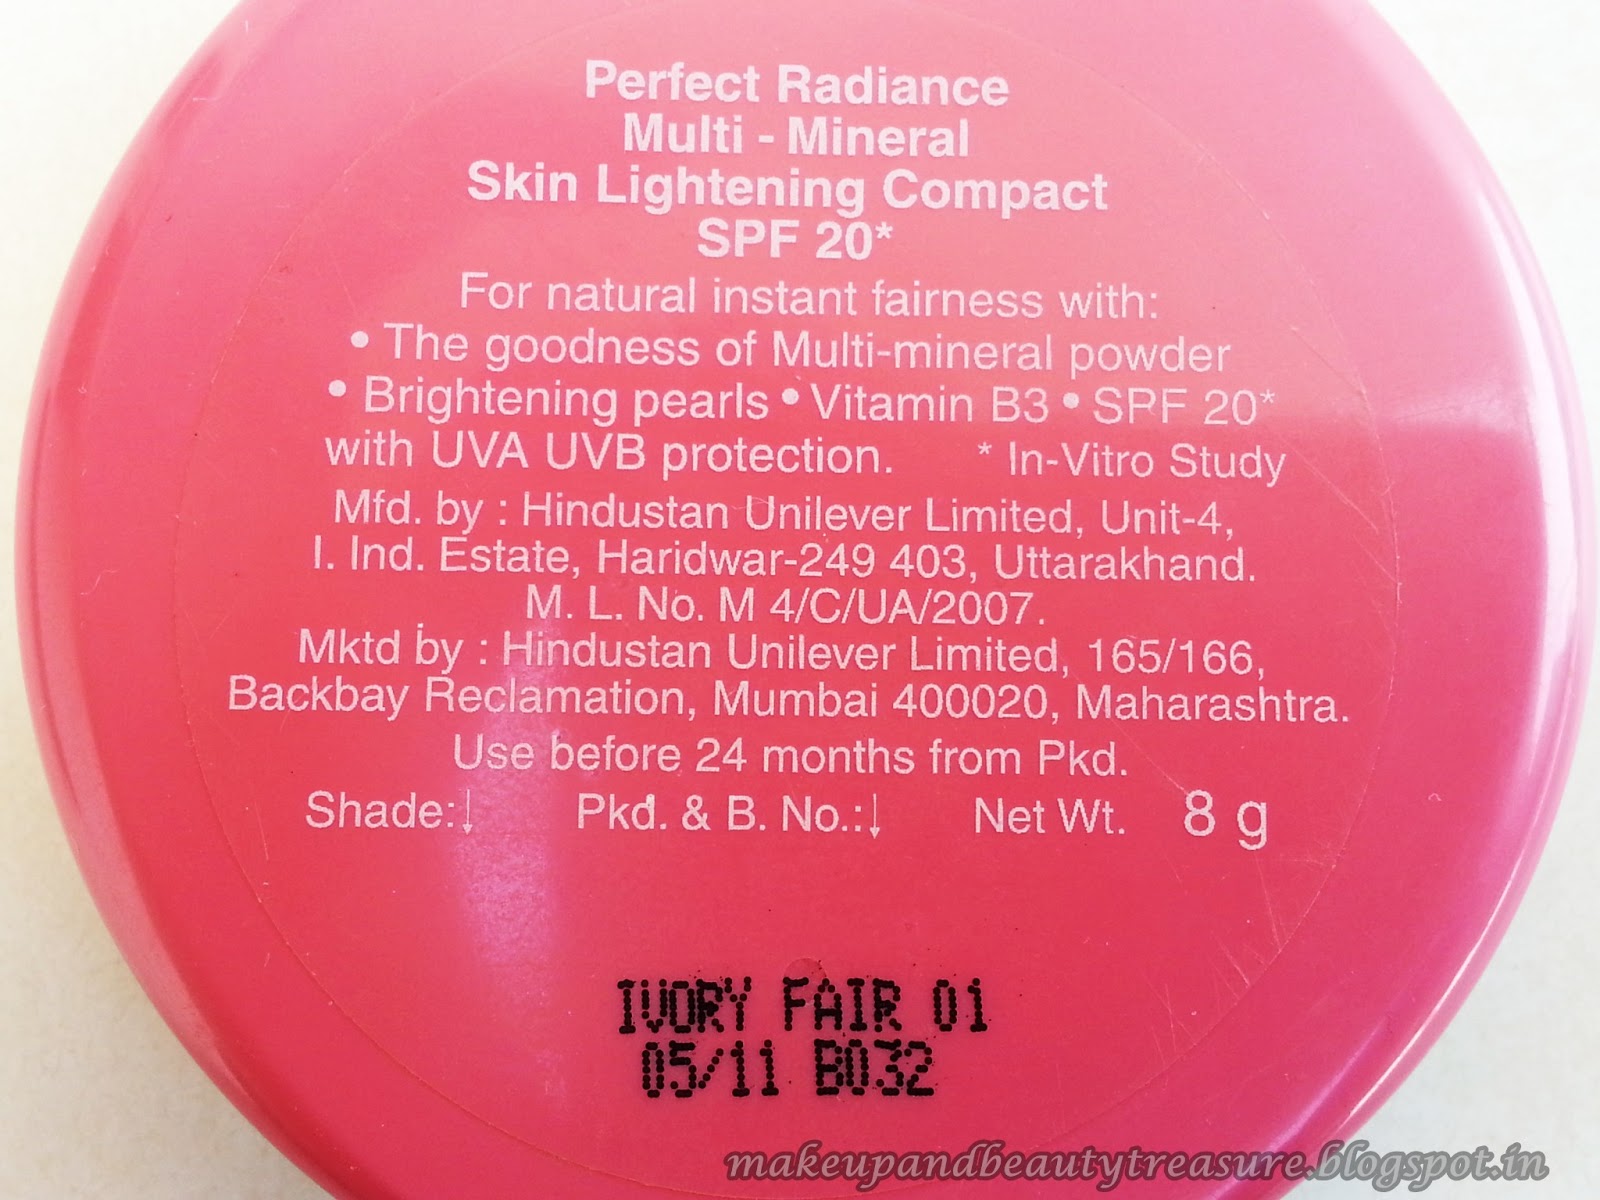 Perfect Radiance
Multi - Mineral
Skin Lightening Compact
SPF 20*
For natural instant fairness with:
• The goodness of Multi-mineral powder
• Brightening pearls • Vitamin B3 • SPF 20*
with UVA UVB protection. * In-Vitro Study
Mfd. by : Hindustan Unilever Limited, Unit-4,
I. Ind. Estate, Haridwar-249 403, Uttarakhand.
M. L. No. M 4/C/UA/2007.
Mktd by : Hindustan Unilever Limited, 165/166,
Backbay Reclamation, Mumbai 400020, Maharashtra.
Use before 24 months from Pkd.
Shade:↓ Pkd. & B. No.:↓ Net Wt. 8 g
IVORY FAIR 01
05/11 B032
makeupandbeautytreasure.blogspot.in